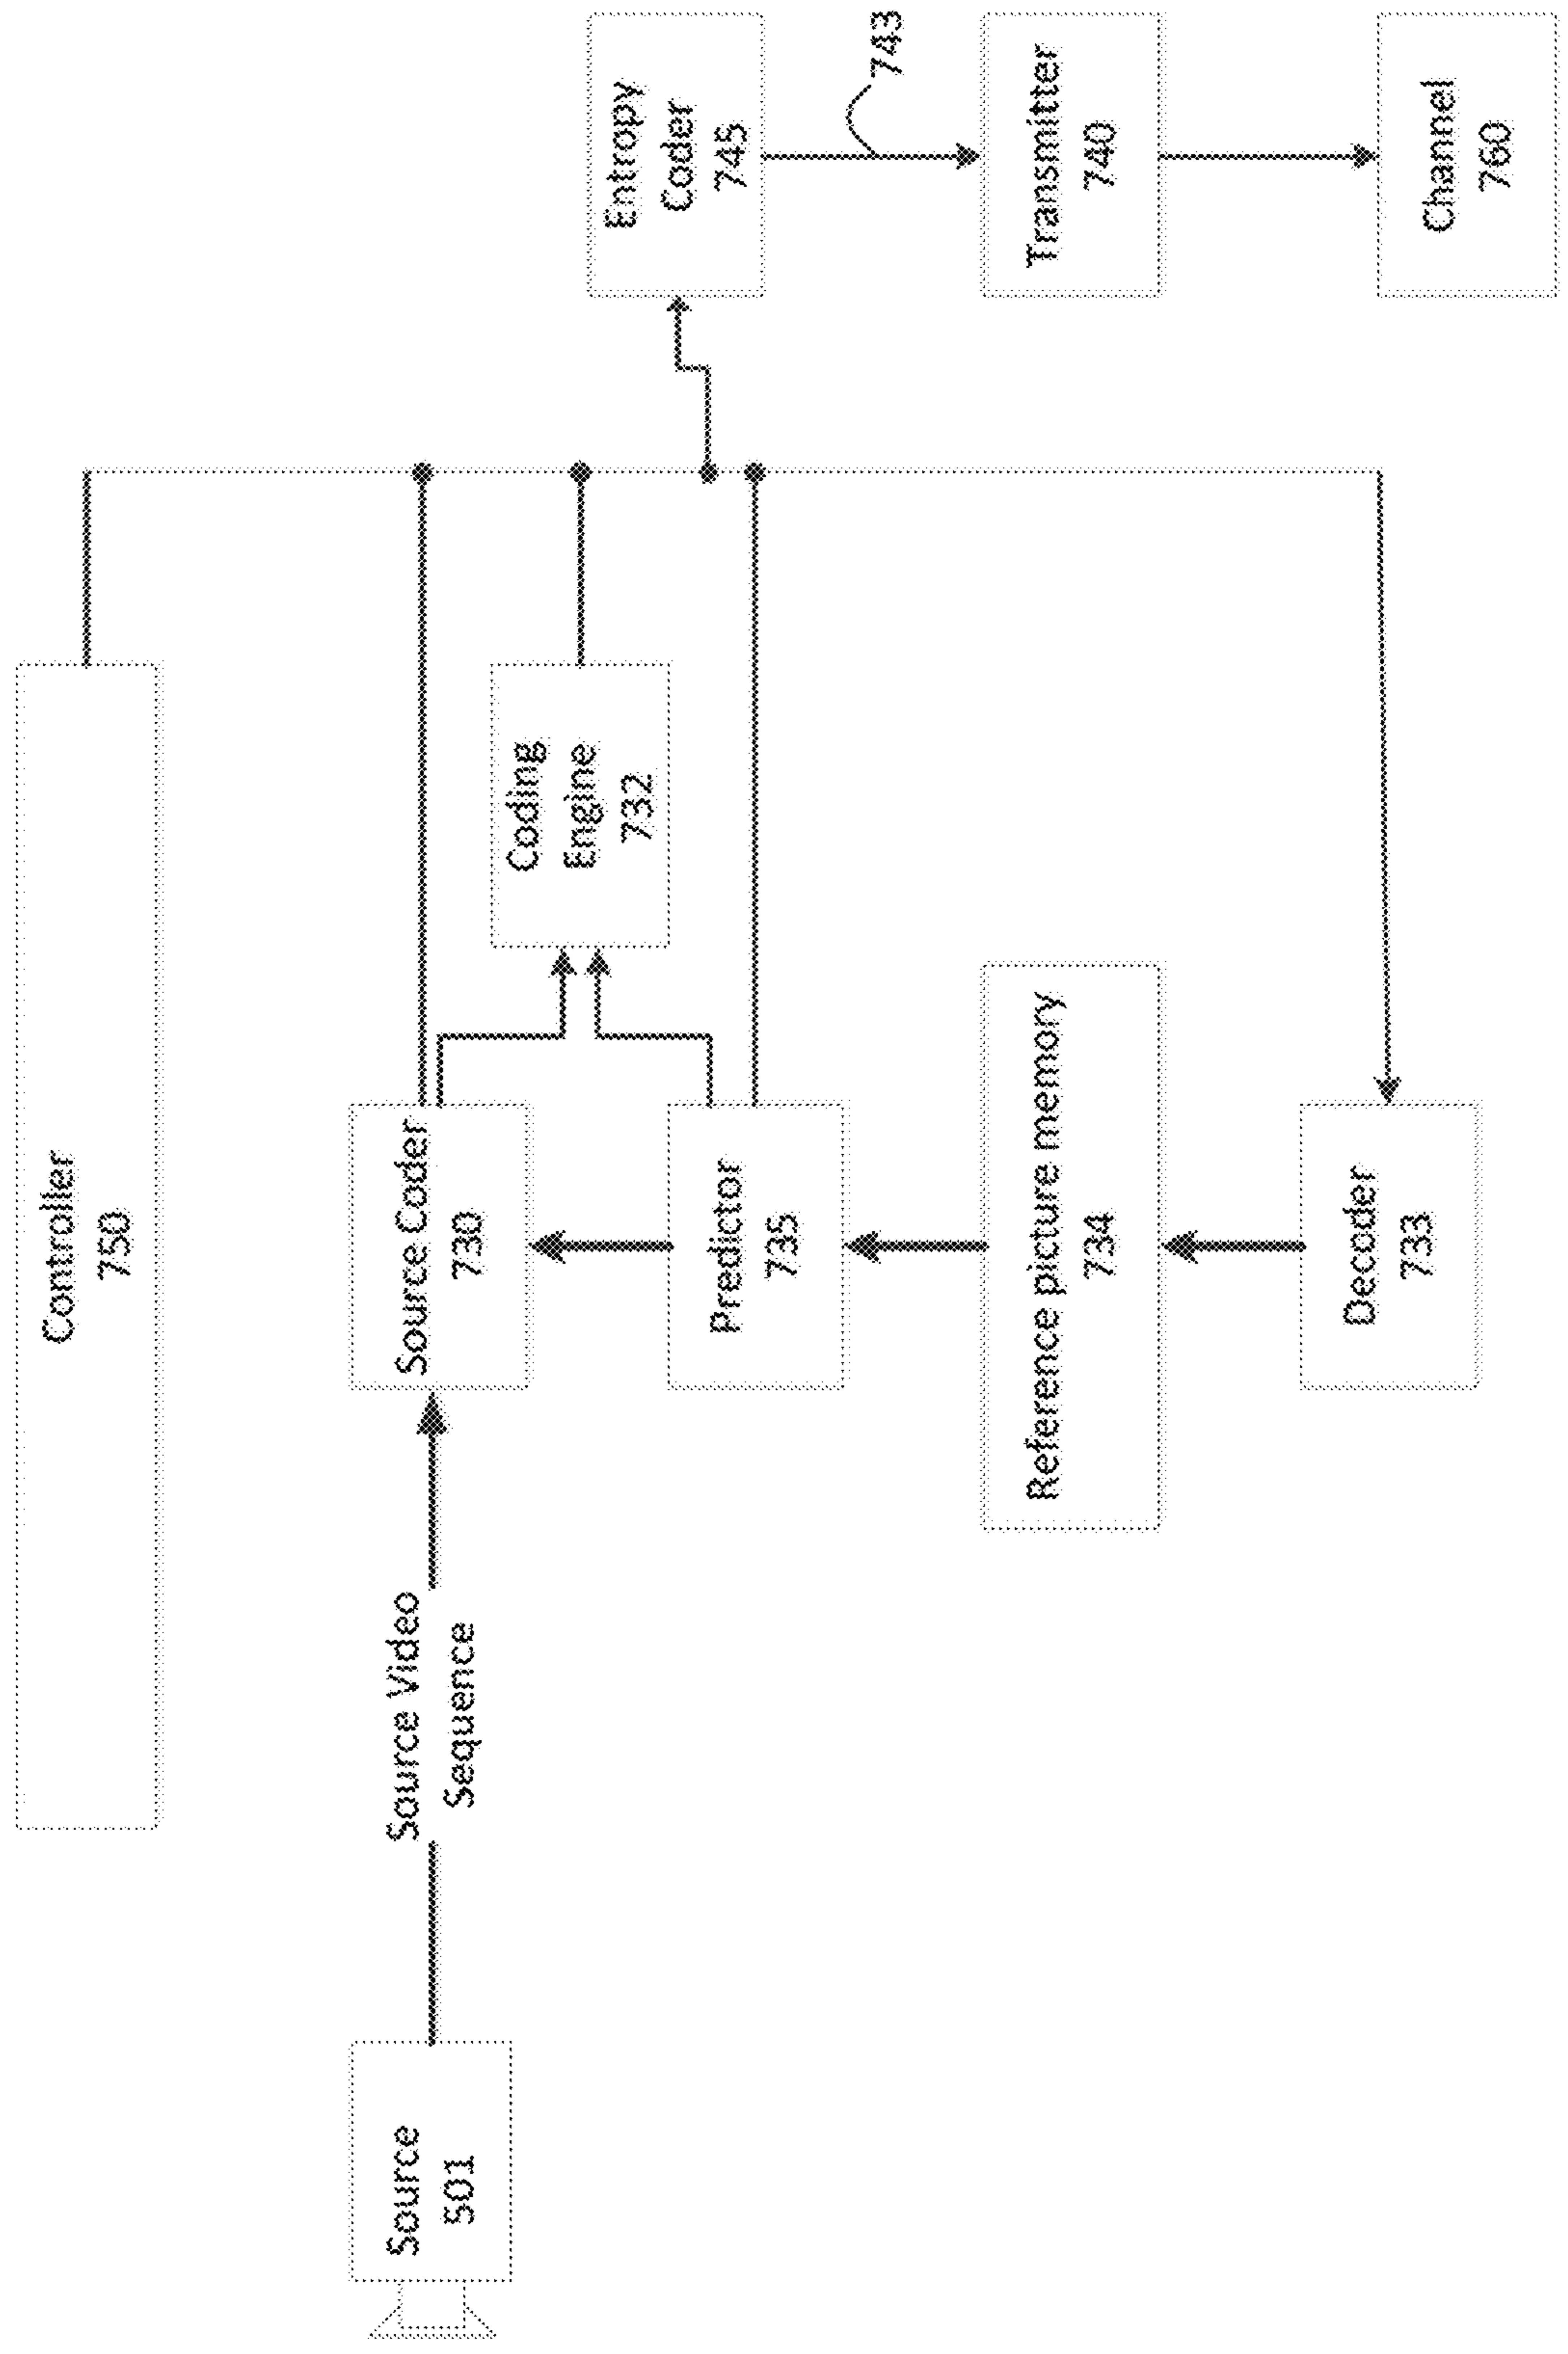 Controller
750
Source
501
Source Video
Sequence
Source Coder
730
Coding
Engine
732
Predictor
735
Reference picture memory
734
Decoder
733
Entropy
Coder
745
743
Transmitter
740
Channel
760